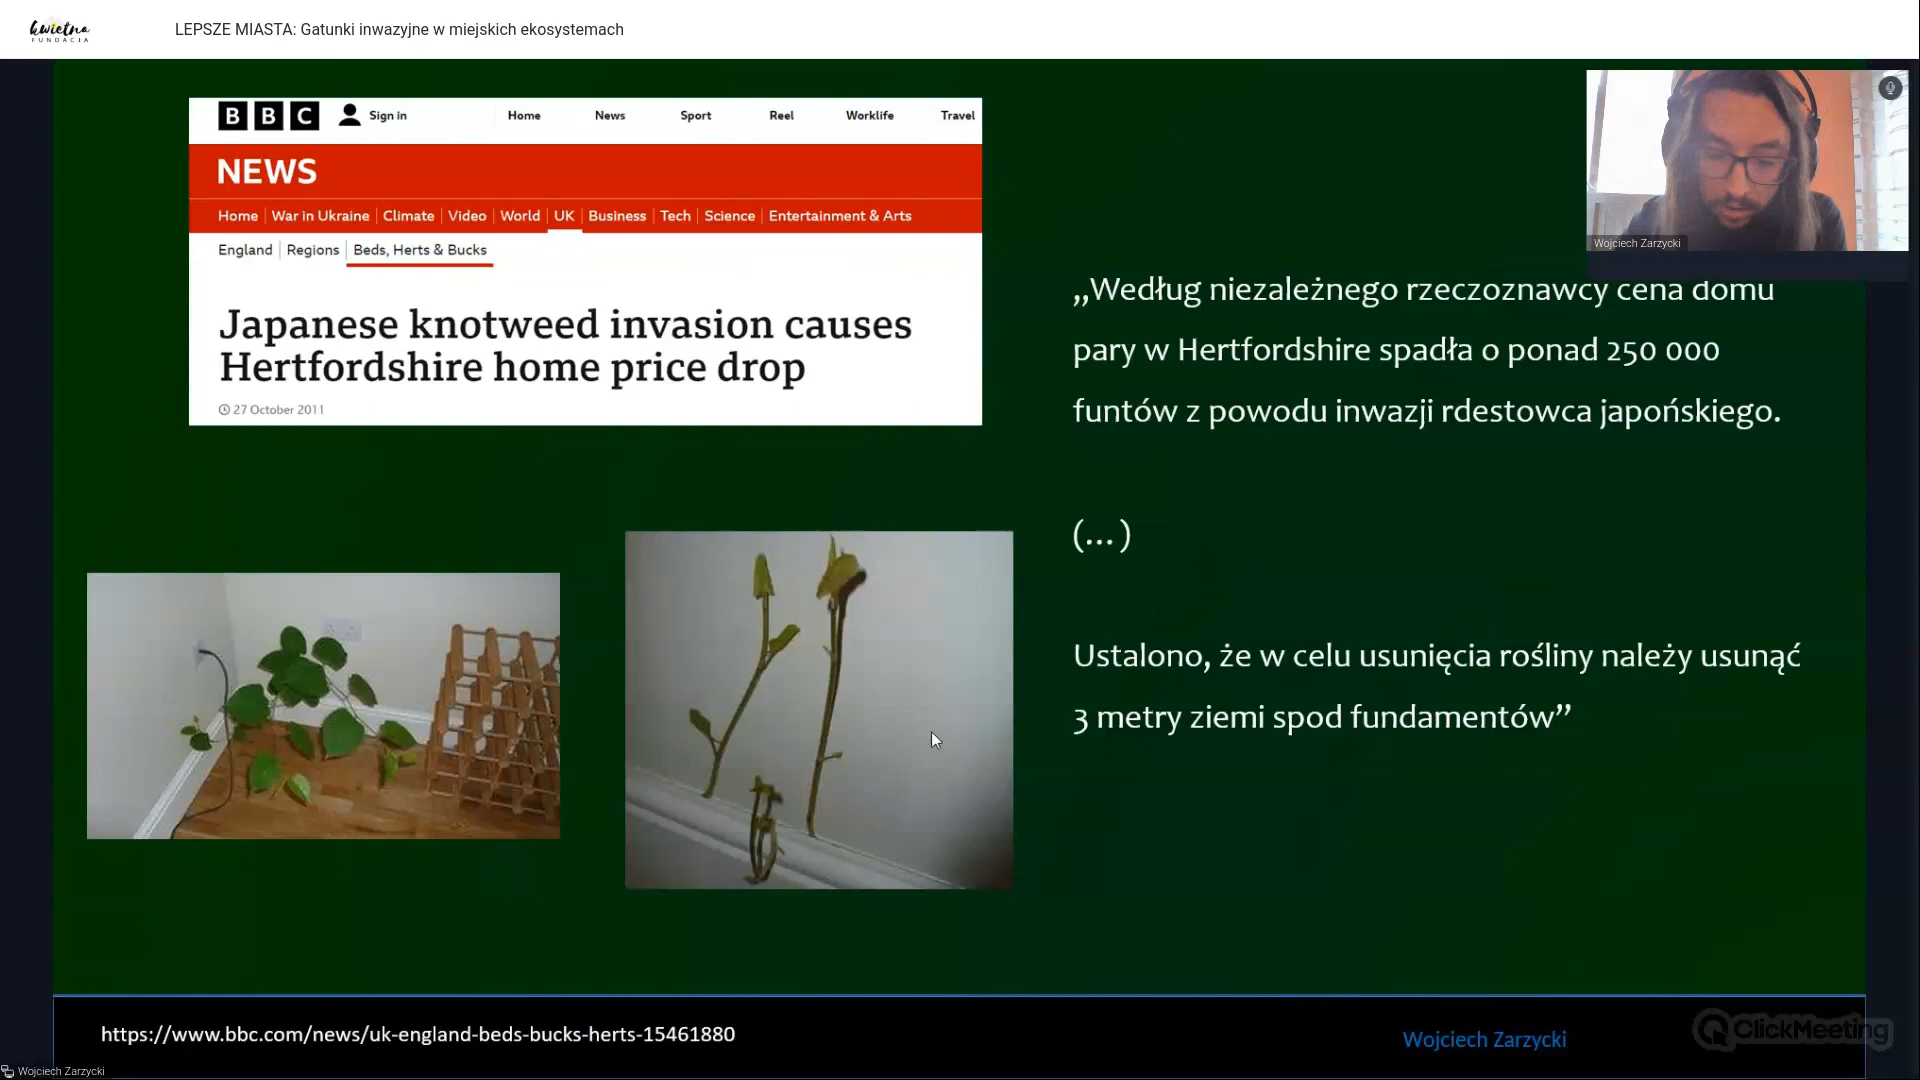 kwietna
FUNDACJA
LEPSZE MIASTA: Gatunki inwazyjne w miejskich ekosystemach
BBC Sign in Home News Sport Reel Worklife Travel
NEWS
Home War in Ukraine Climate Video World UK Business Tech Science Entertainment & Arts
England Regions Beds, Herts & Bucks
Japanese knotweed invasion causes
Hertfordshire home price drop
27 October 2011
Wojciech Zarzycki
„Według niezależnego rzeczoznawcy cena domu
pary w Hertfordshire spadła o ponad 250 000
funtów z powodu inwazji rdestowca japońskiego.
(…)
Ustalono, że w celu usunięcia rośliny należy usunąć
3 metry ziemi spod fundamentów”
https://www.bbc.com/news/uk-england-beds-bucks-herts-15461880
Wojciech Zarzycki
ClickMeeting
Wojciech Zarzycki